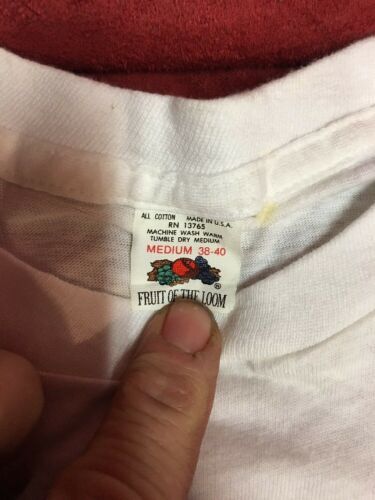 ALL COTTON MADE IN U.S.A.
RN 13765
MACHINE WASH WARM
TUMBLE DRY MEDIUM
MEDIUM 38-40
®
FRUIT OF THE LOOM